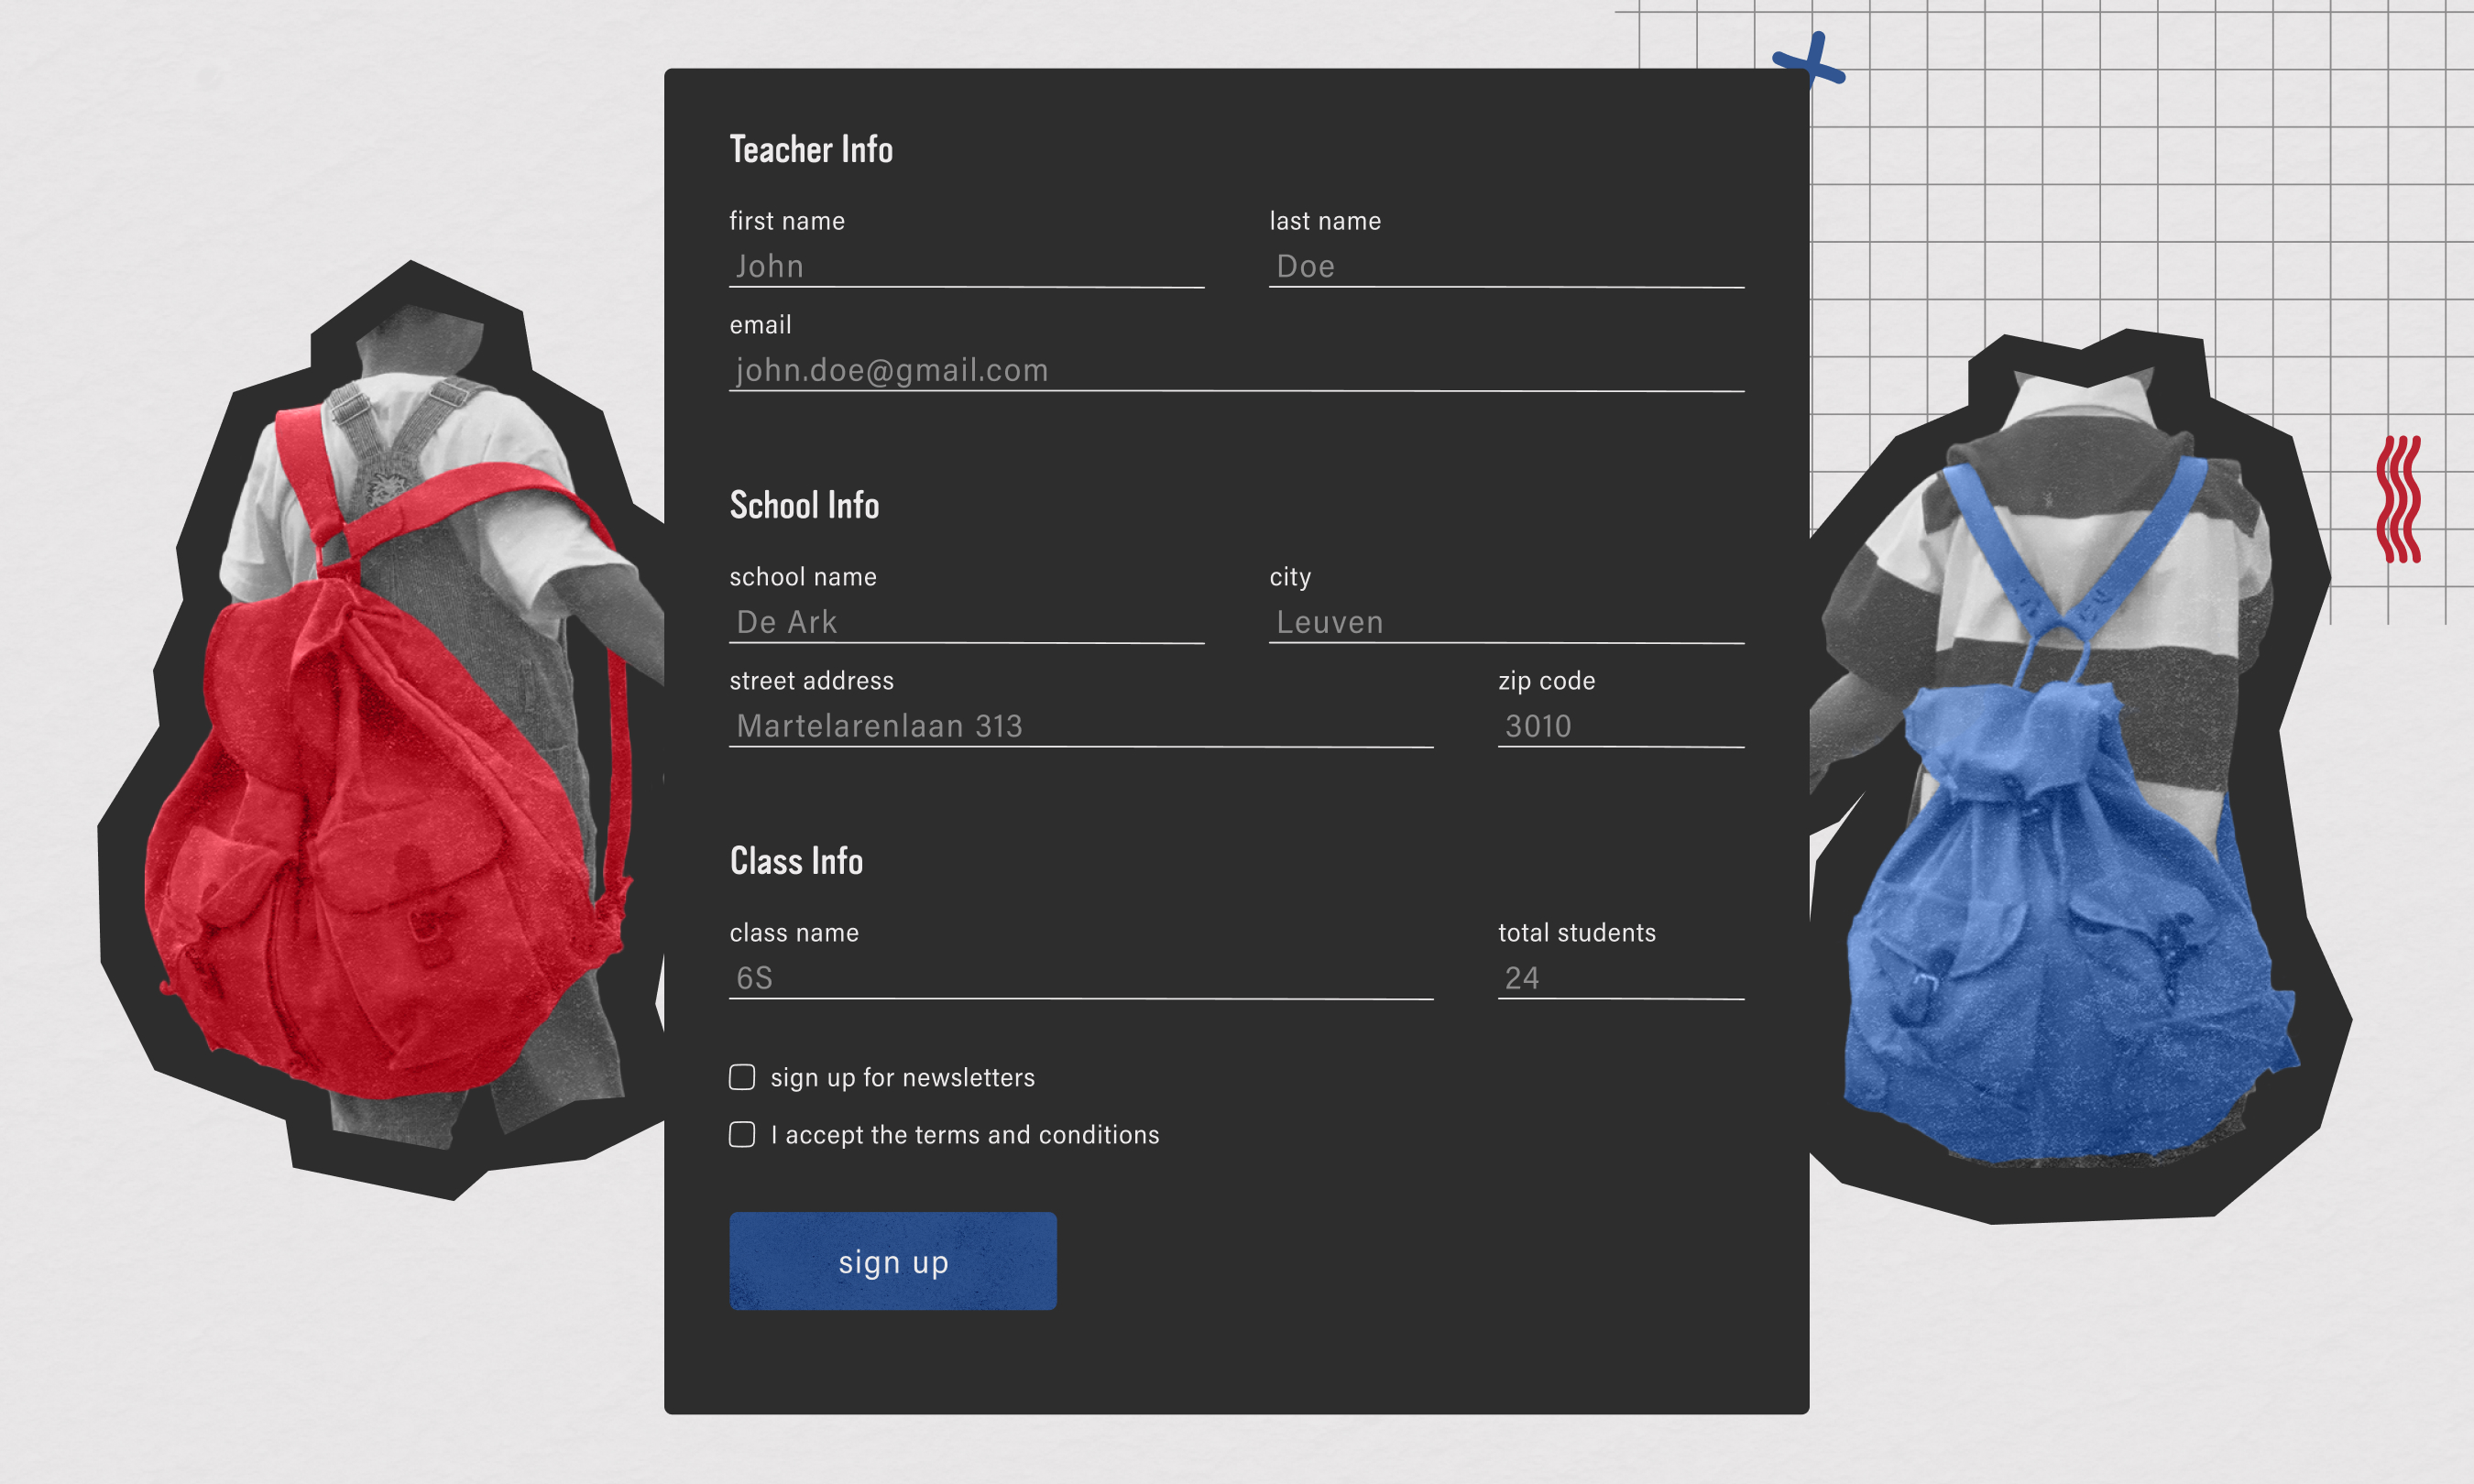 Teacher Info
first name last name
John Doe
email
john.doe@gmail.com
School Info
school name city
De Ark Leuven
street address zip code
Martelarenlaan 313 3010
Class Info
class name total students
6S 24
sign up for newsletters
I accept the terms and conditions
sign up